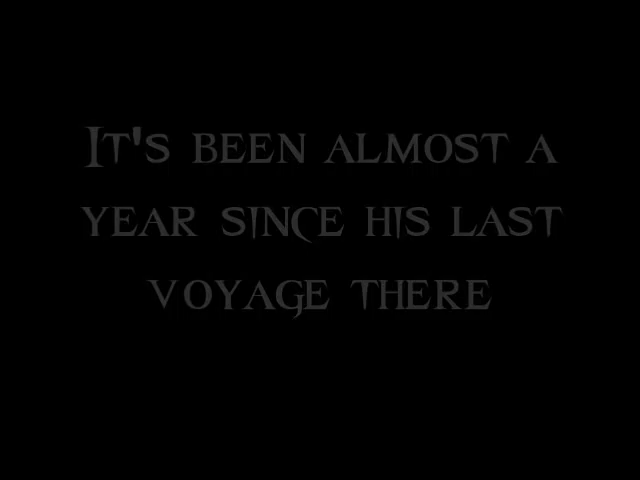 It's been almost a
year since his last
voyage there